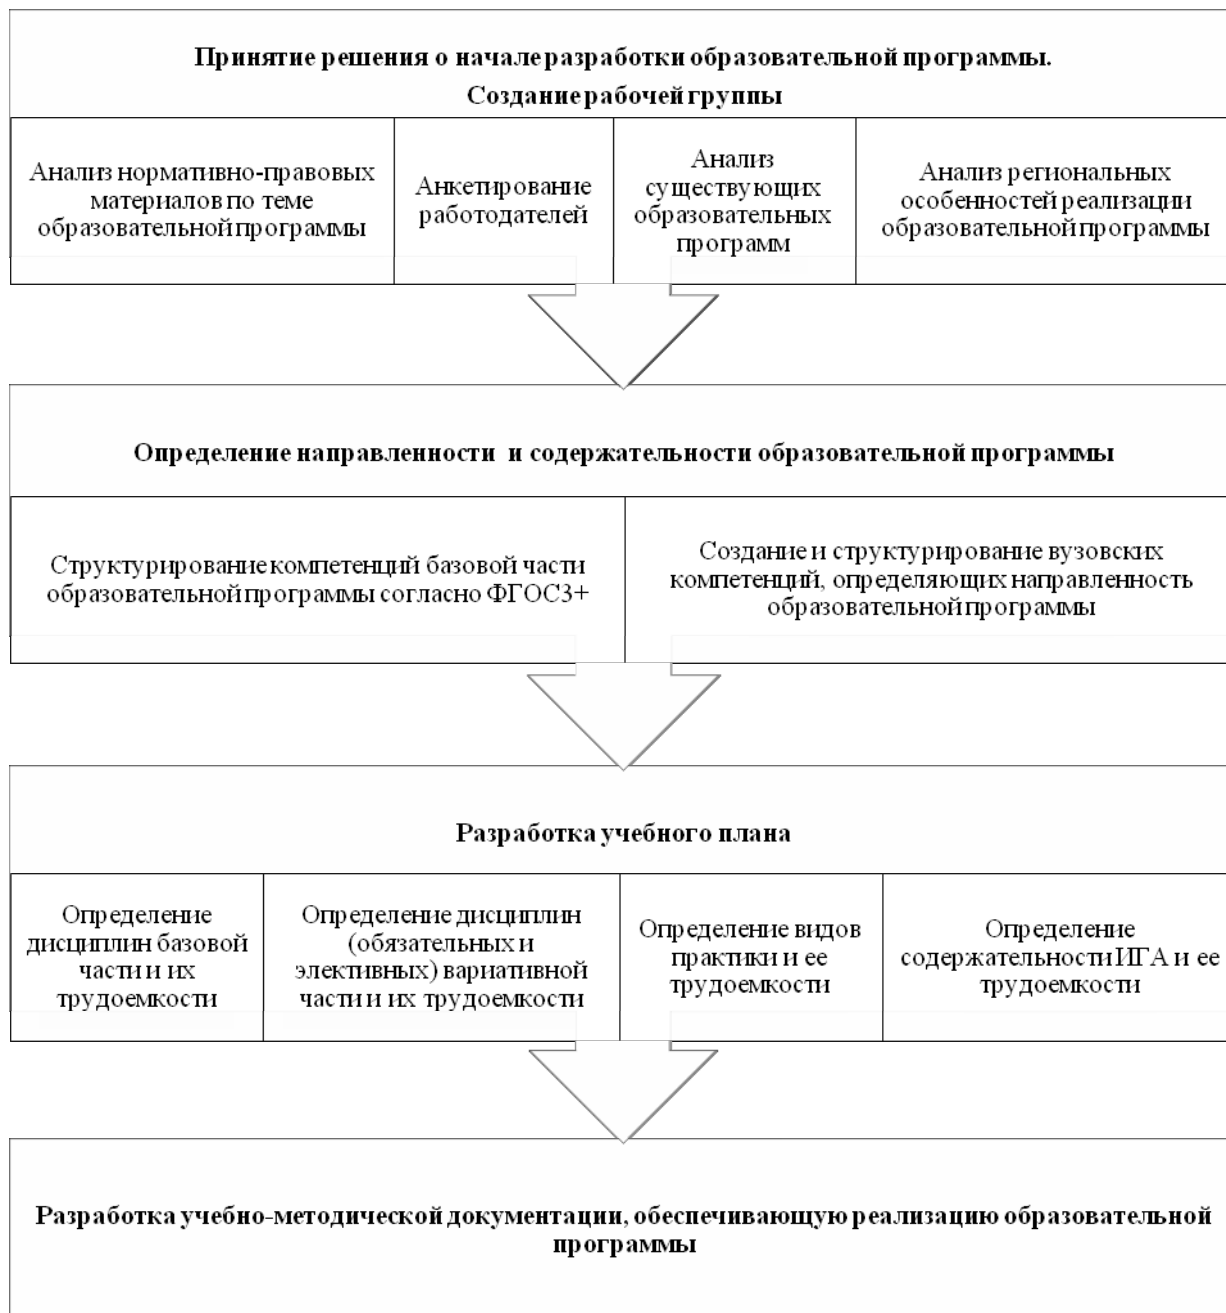 Принятие решения о начале разработки образовательной программы.
Создание рабочей группы
Анализ нормативно-правовых
материалов по теме
образовательной программы
Анкетирование
работодателей
Анализ
существующих
образовательных
программ
Анализ региональных
особенностей реализации
образовательной программы
Определение направленности и содержательности образовательной программы
Структурирование компетенций базовой части
образовательной программы согласно ФГОС3+
Создание и структурирование вузовских
компетенций, определяющих направленность
образовательной программы
Разработка учебного плана
Определение
дисциплин базовой
части и их
трудоемкости
Определение дисциплин
(обязательных и
элективных) вариативной
части и их трудоемкости
Определение видов
практики и ее
трудоемкости
Определение
содержательности ИГА и ее
трудоемкости
Разработка учебно-методической документации, обеспечивающую реализацию образовательной
программы